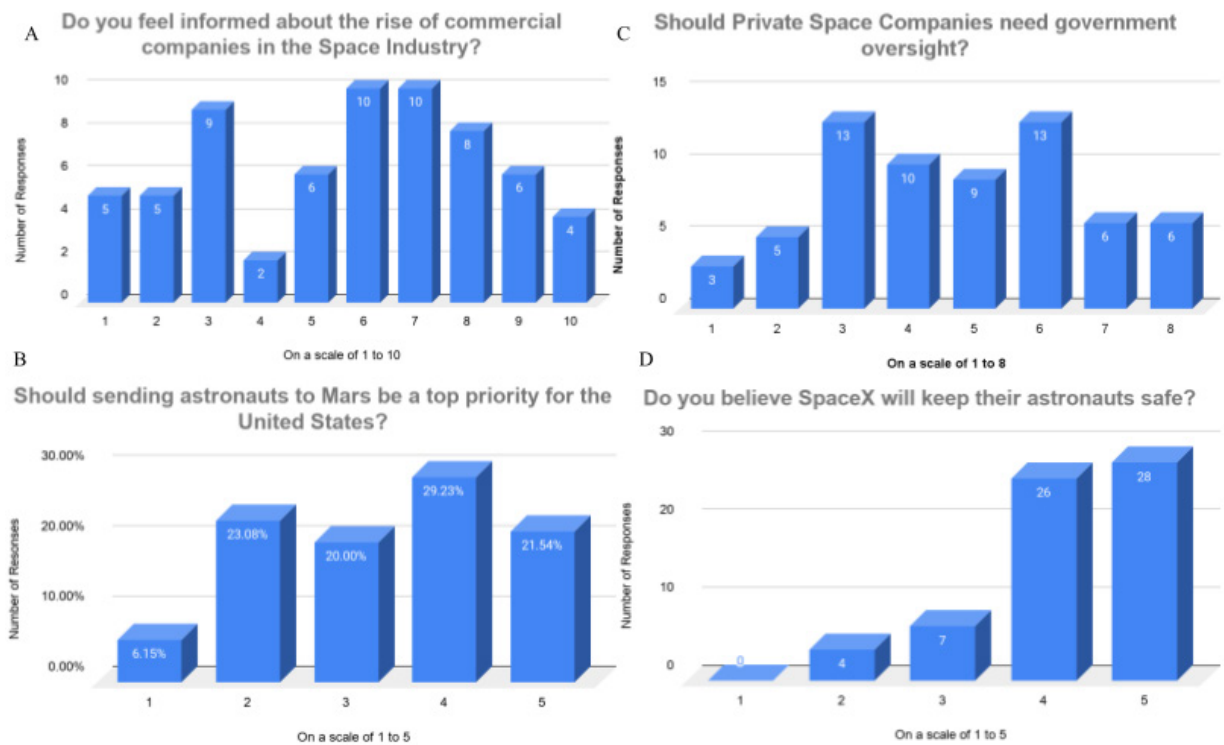 A
Do you feel informed about the rise of commercial
companies in the Space Industry?
Number of Responses
10
8
6
4
2
0
5
5
9
2
6
10
10
8
6
4
1 2 3 4 5 6 7 8 9 10
On a scale of 1 to 10
B
Should sending astronauts to Mars be a top priority for the
United States?
Number of Resonses
30.00%
20.00%
10.00%
0.00%
6.15%
23.08%
20.00%
29.23%
21.54%
1 2 3 4 5
On a scale of 1 to 5
C
Should Private Space Companies need government
oversight?
Number of Responses
15
10
5
0
3
5
13
10
9
13
6
6
1 2 3 4 5 6 7 8
On a scale of 1 to 8
D
Do you believe SpaceX will keep their astronauts safe?
Number of Responses
30
20
10
0
0
4
7
26
28
1 2 3 4 5
On a scale of 1 to 5